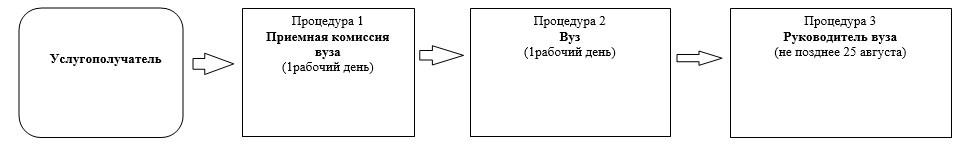 Услугополучатель
Процедура 1
Приемная комиссия
вуза
(1рабочий день)
Процедура 2
Вуз
(1рабочий день)
Процедура 3
Руководитель вуза
(не позднее 25 августа)